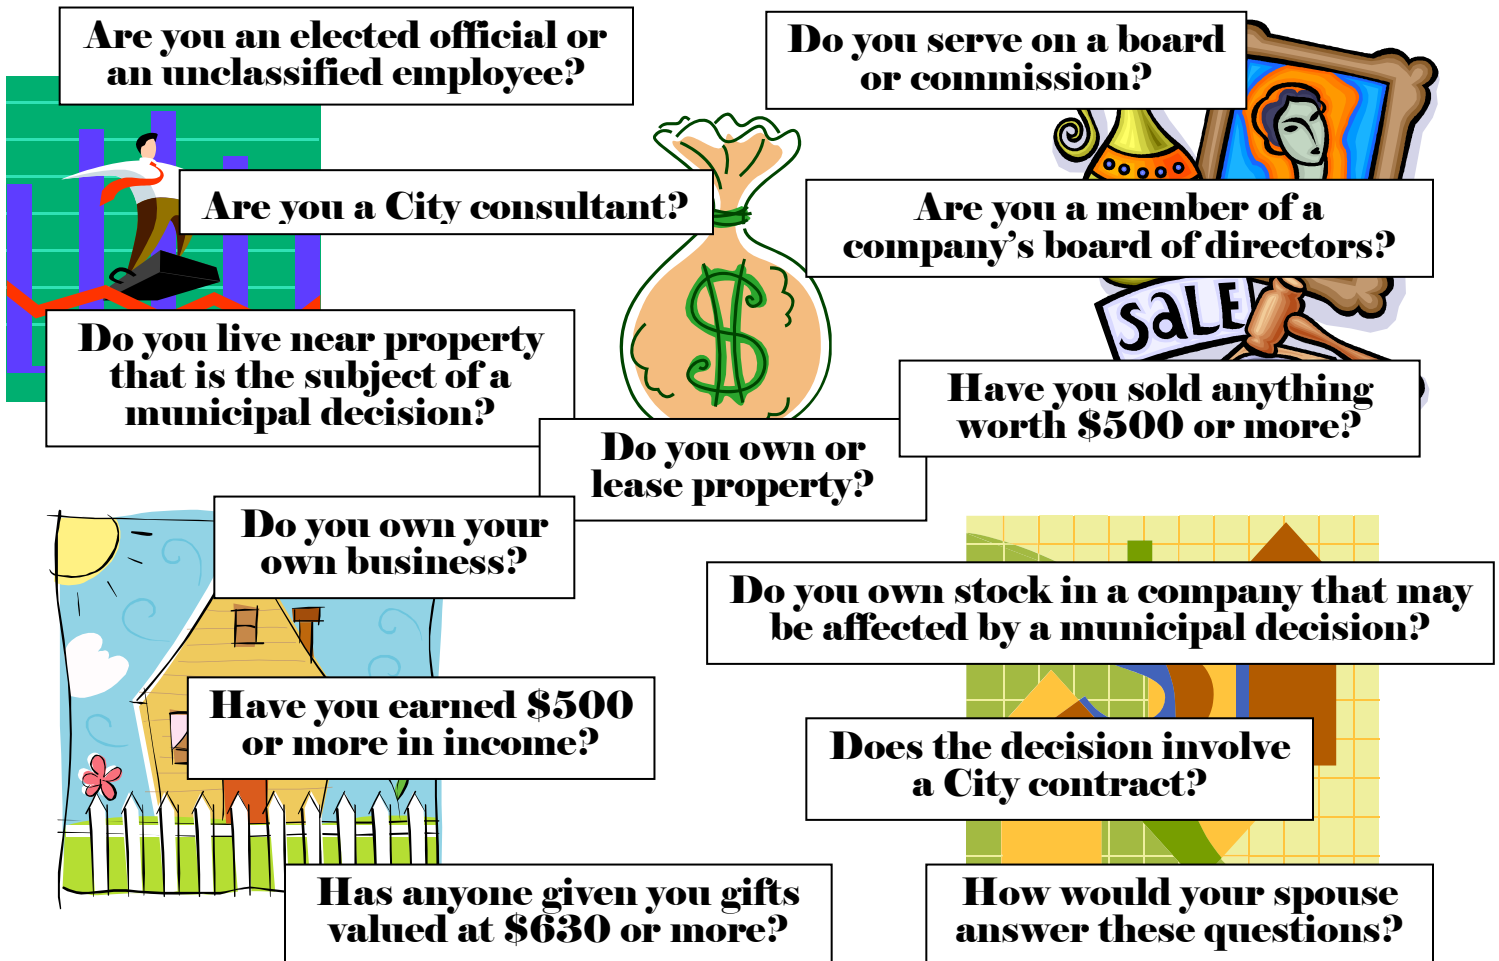 Are you an elected official or
an unclassified employee?
Do you serve on a board
or commission?
Are you a City consultant?
Are you a member of a
company's board of directors?
SaLE
Do you live near property
that is the subject of a
municipal decision?
$
Have you sold anything
worth $500 or more?
Do you own or
lease property?
Do you own your
own business?
Do you own stock in a company that may
be affected by a municipal decision?
Have you earned $500
or more in income?
Does the decision involve
a City contract?
Has anyone given you gifts
valued at $630 or more?
How would your spouse
answer these questions?